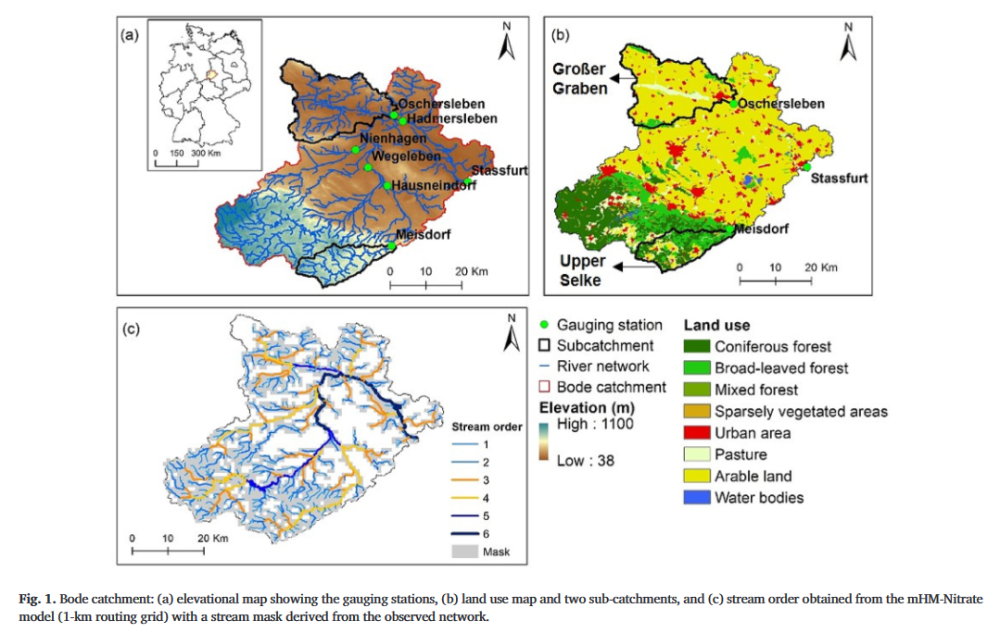 (a)
N
0 150 300 Km
Oschersleben
Hadmersleben
Nienhagen
Wegeleben
Stassfurt
Hausneindorf
Meisdorf
0 10 20 Km
(b)
N
Großer
Graben
Oschersleben
Stassfurt
Meisdorf
Upper
Selke
0 10 20 Km
(c)
N
Stream order
1
2
3
4
5
6
Mask
0 10 20 Km
Gauging station
Subcatchment
River network
Bode catchment
Elevation (m)
High : 1100
Low : 38
Land use
Coniferous forest
Broad-leaved forest
Mixed forest
Sparsely vegetated areas
Urban area
Pasture
Arable land
Water bodies
Fig. 1. Bode catchment: (a) elevational map showing the gauging stations, (b) land use map and two sub-catchments, and (c) stream order obtained from the mHM-Nitrate
model (1-km routing grid) with a stream mask derived from the observed network.